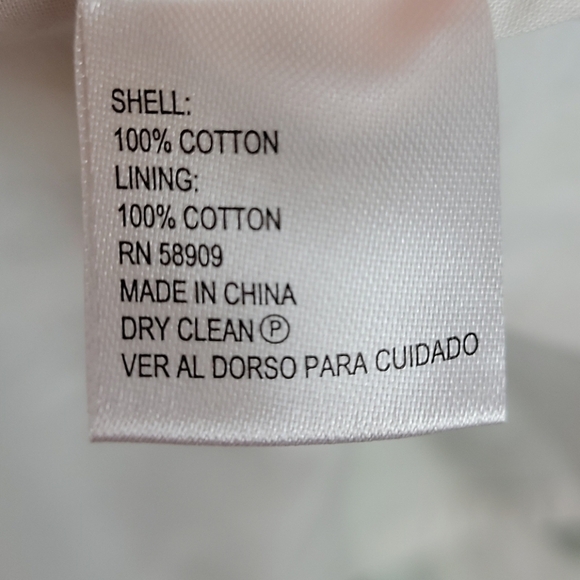 SHELL:
100% COTTON
LINING:
100% COTTON
RN 58909
MADE IN CHINA
DRY CLEAN Ⓟ
VER AL DORSO PARA CUIDADO